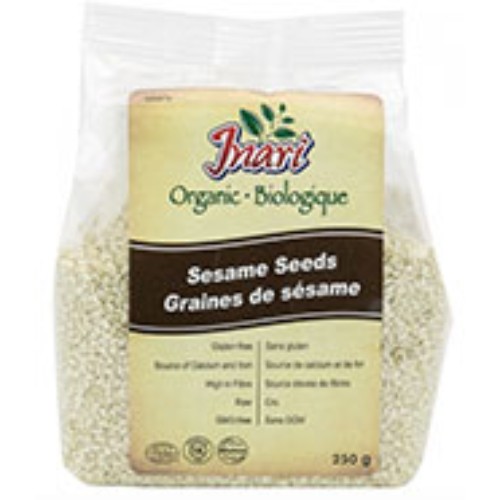 Inari
Organic • Biologique
Sesame Seeds
Graines de sésame
Gluten-free | Sans gluten
Source of Calcium and Iron | Source de calcium et de fer
High in Fibre | Source élevée de fibres
Raw | Cru
GMO-free | Sans OGM
250 g